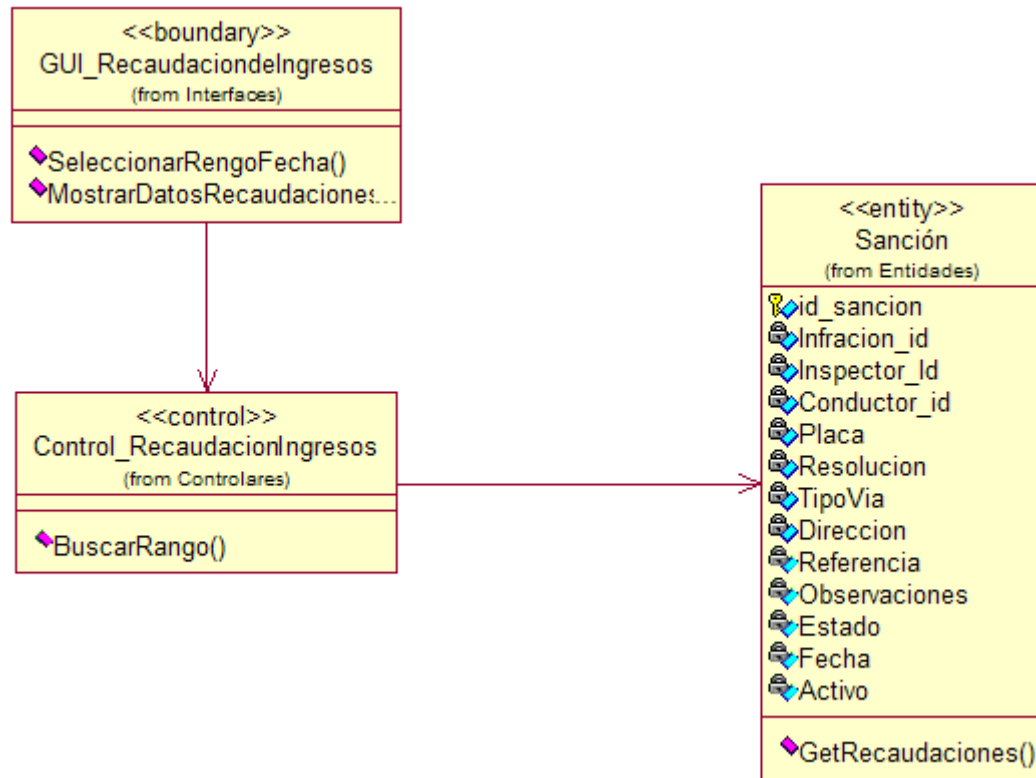 <<boundary>>
GUI_RecaudaciondeIngresos
(from Interfaces)
SeleccionarRengoFecha()
MostrarDatosRecaudaciones...
<<control>>
Control_RecaudacionIngresos
(from Controlares)
BuscarRango()
<<entity>>
Sanción
(from Entidades)
id_sancion
Infracion_id
Inspector_Id
Conductor_id
Placa
Resolucion
TipoVia
Direccion
Referencia
Observaciones
Estado
Fecha
Activo
GetRecaudaciones()